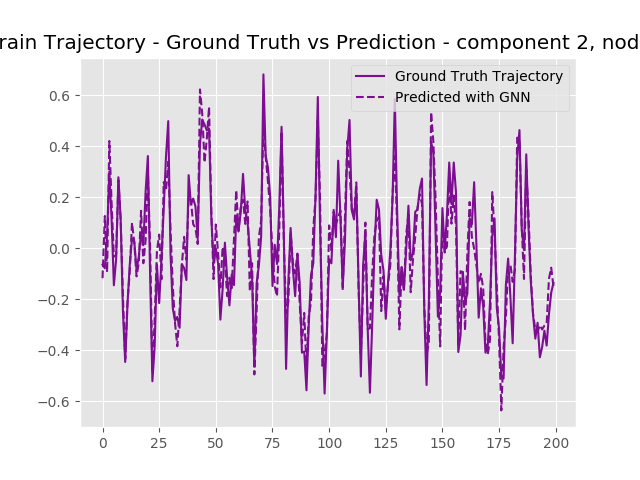 rain Trajectory - Ground Truth vs Prediction - component 2, nod
Ground Truth Trajectory
Predicted with GNN
0.6
0.4
0.2
0.0
−0.2
−0.4
−0.6
0 25 50 75 100 125 150 175 200